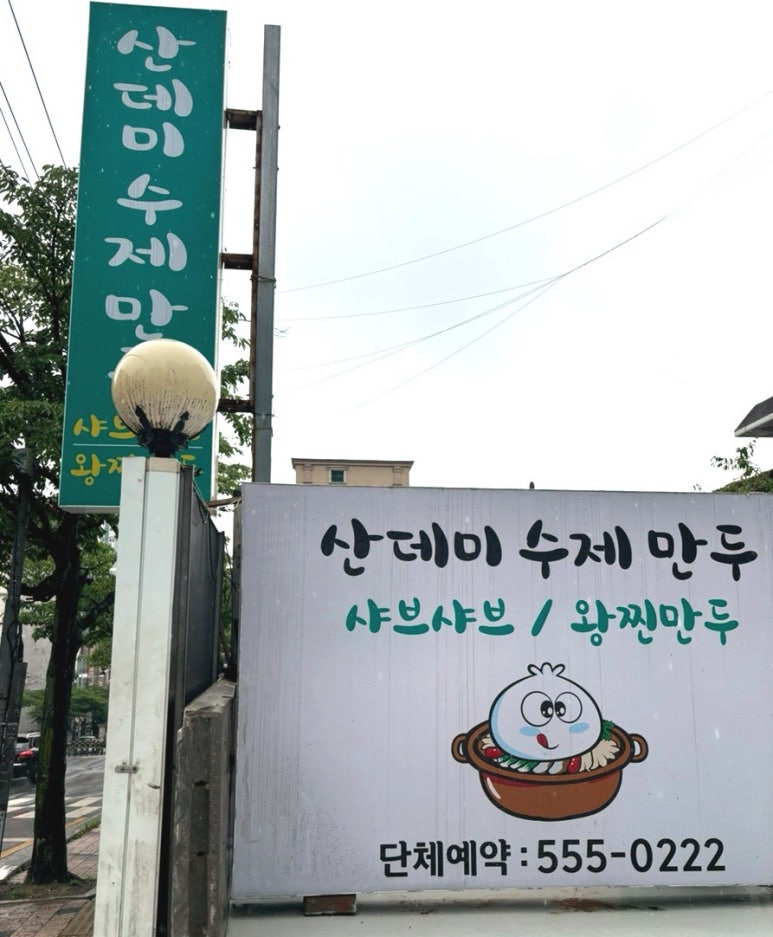 산데미 수제만
샤브
왕찐
산데미 수제 만두
샤브샤브 / 왕찐만두
단체예약 : 555-0222